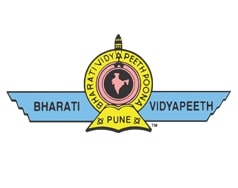 BHARATI VIDYAPEETH POONA
BHARATI VIDYAPEETH
PUNE
TM